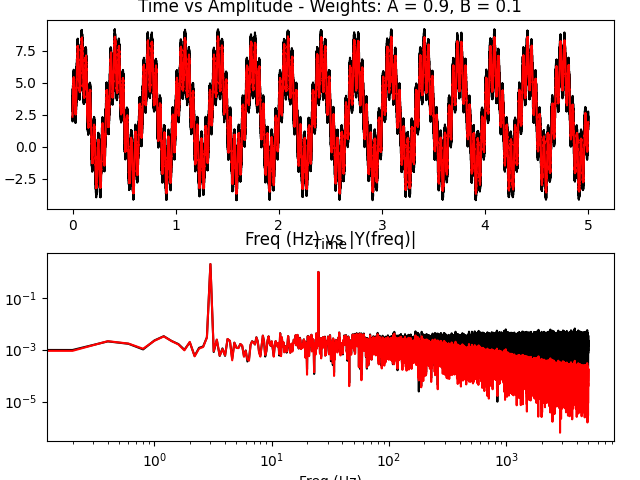 Time vs Amplitude - Weights: A = 0.9, B = 0.1
7.5
5.0
2.5
0.0
−2.5
0 1 2 3 4 5
Time
Freq (Hz) vs |Y(freq)|
10⁻¹
10⁻³
10⁻⁵
10⁰ 10¹ 10² 10³
Freq (Hz)